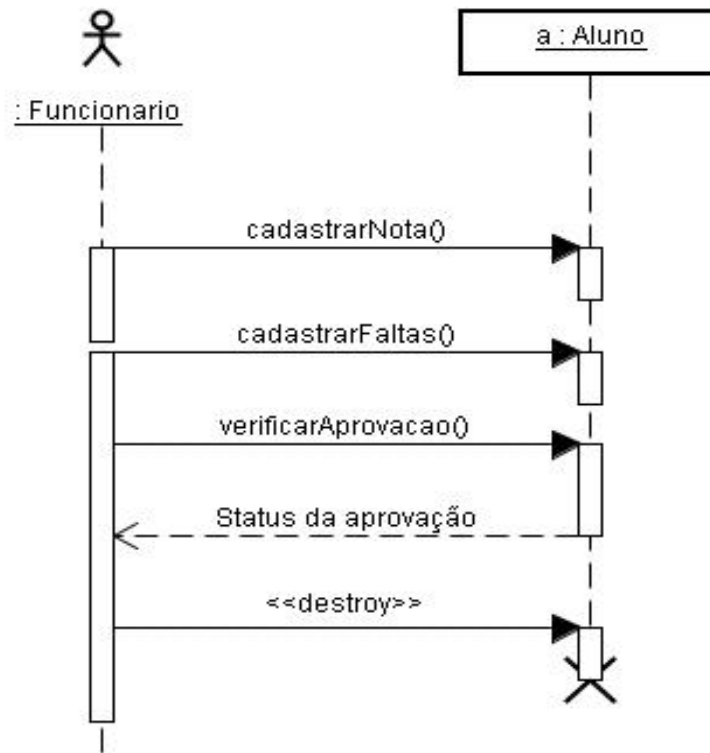 a : Aluno
: Funcionario
cadastrarNota()
cadastrarFaltas()
verificarAprovacao()
Status da aprovação
<<destroy>>